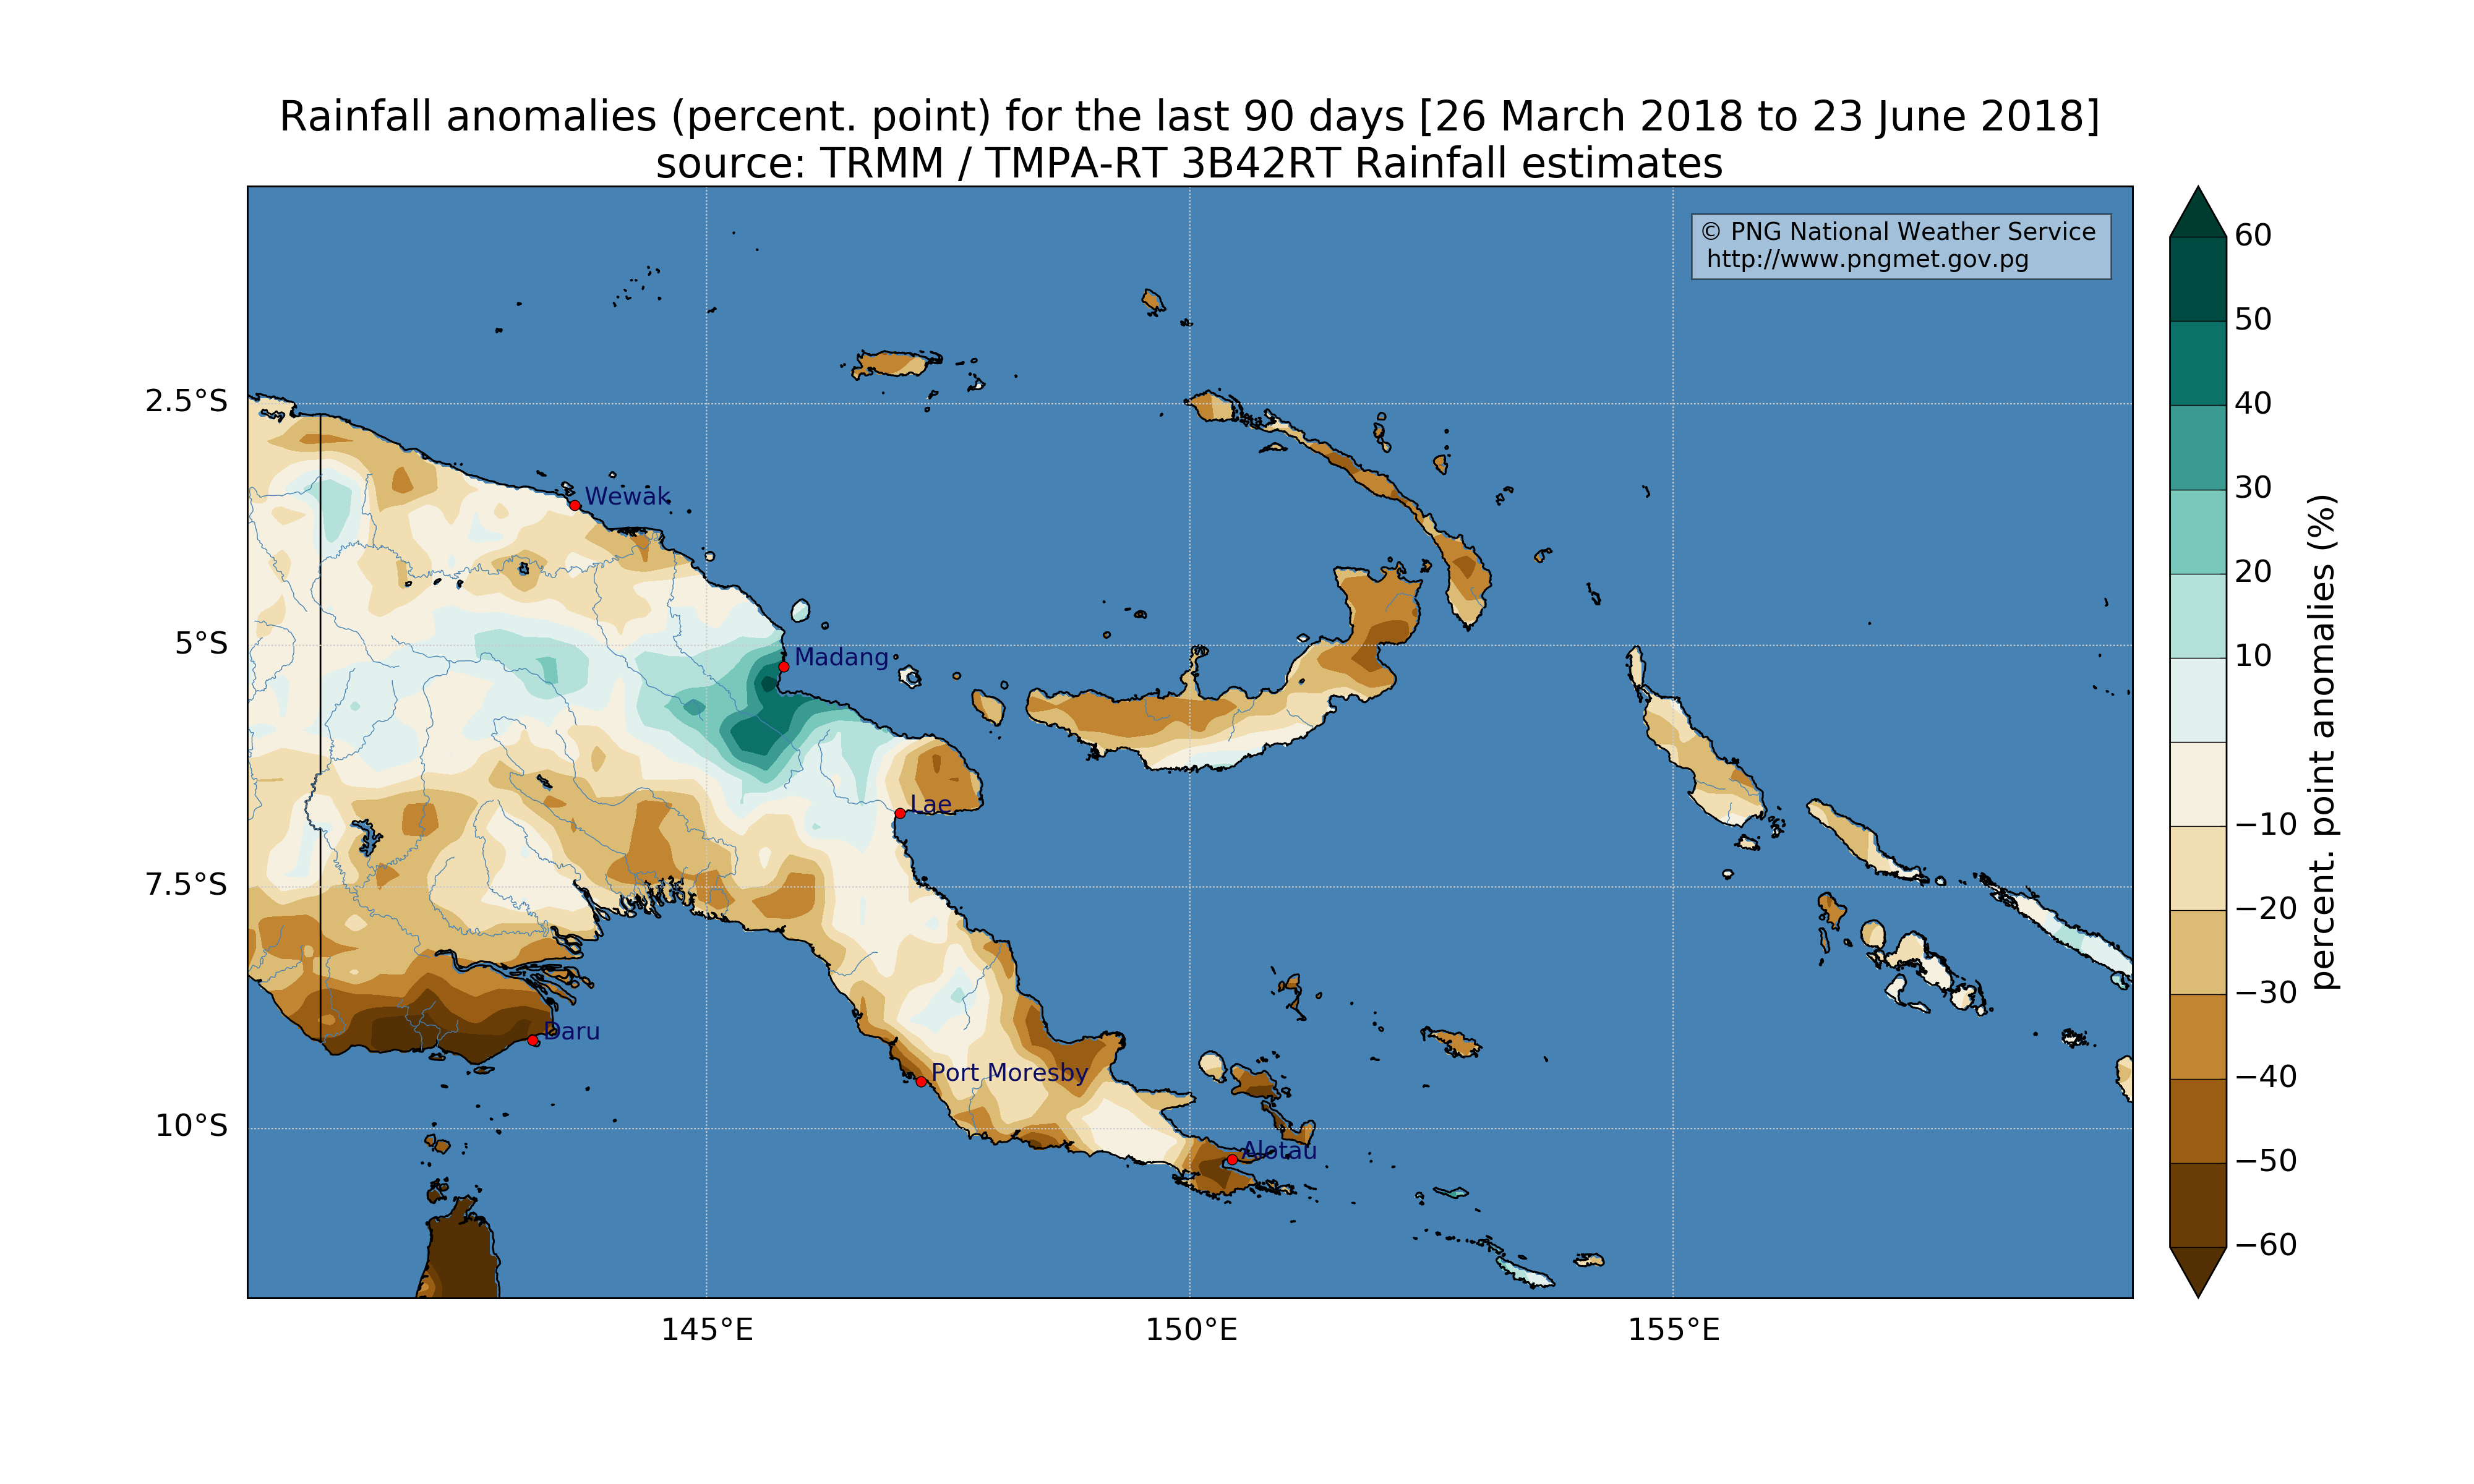 Rainfall anomalies (percent. point) for the last 90 days [26 March 2018 to 23 June 2018]
source: TRMM / TMPA-RT 3B42RT Rainfall estimates
© PNG National Weather Service
http://www.pngmet.gov.pg
60
50
40
30
20
10
−10
−20
−30
−40
−50
−60
percent. point anomalies (%)
2.5°S
5°S
7.5°S
10°S
Wewak
Madang
Lae
Daru
Port Moresby
Alotau
145°E
150°E
155°E